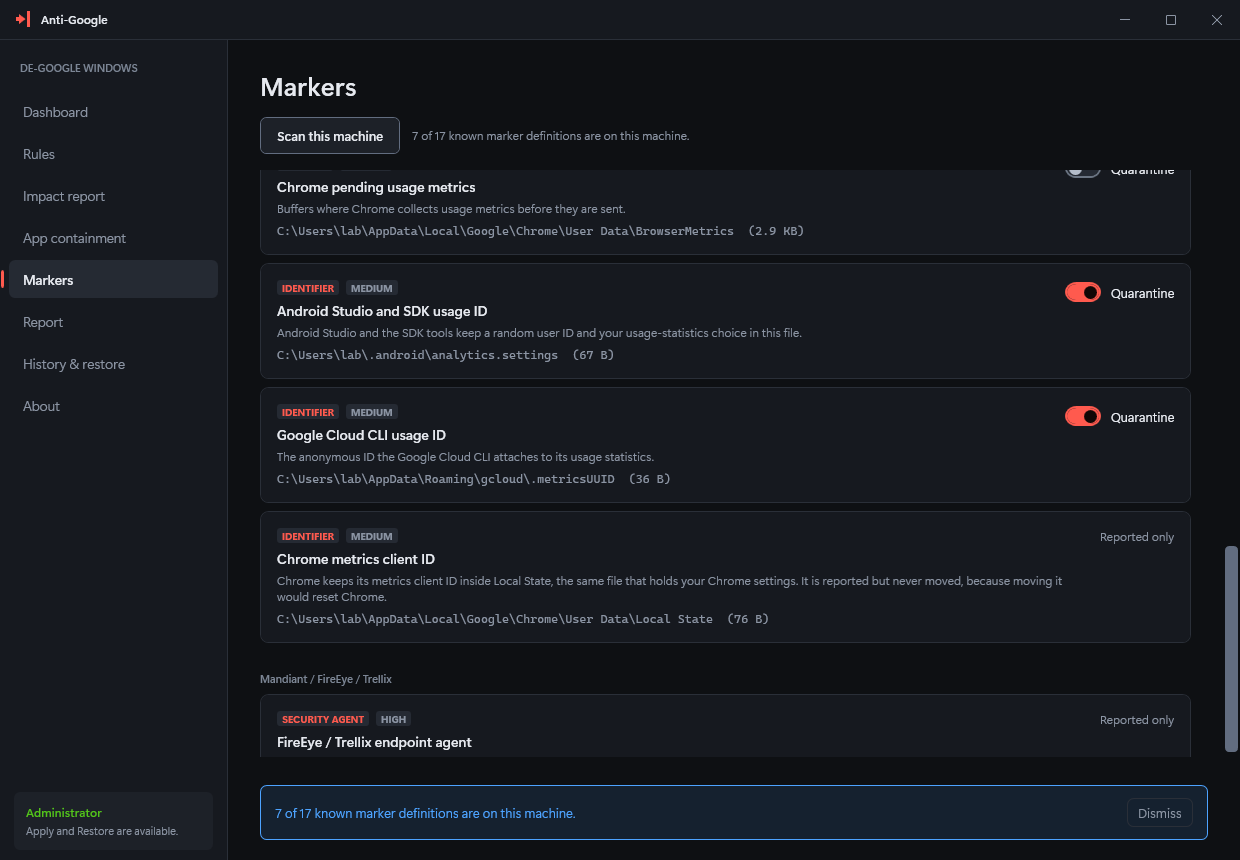 Anti-Google
DE-GOOGLE WINDOWS
Dashboard
Rules
Impact report
App containment
Markers
Report
History & restore
About
Administrator
Apply and Restore are available.
Markers
Scan this machine
7 of 17 known marker definitions are on this machine.
Quarantine
Chrome pending usage metrics
Buffers where Chrome collects usage metrics before they are sent.
C:\Users\lab\AppData\Local\Google\Chrome\User Data\BrowserMetrics (2.9 KB)
IDENTIFIER MEDIUM
Quarantine
Android Studio and SDK usage ID
Android Studio and the SDK tools keep a random user ID and your usage-statistics choice in this file.
C:\Users\lab\.android\analytics.settings (67 B)
IDENTIFIER MEDIUM
Quarantine
Google Cloud CLI usage ID
The anonymous ID the Google Cloud CLI attaches to its usage statistics.
C:\Users\lab\AppData\Roaming\gcloud\.metricsUUID (36 B)
IDENTIFIER MEDIUM
Reported only
Chrome metrics client ID
Chrome keeps its metrics client ID inside Local State, the same file that holds your Chrome settings. It is reported but never moved, because moving it
would reset Chrome.
C:\Users\lab\AppData\Local\Google\Chrome\User Data\Local State (76 B)
Mandiant / FireEye / Trellix
SECURITY AGENT HIGH
Reported only
FireEye / Trellix endpoint agent
7 of 17 known marker definitions are on this machine.
Dismiss